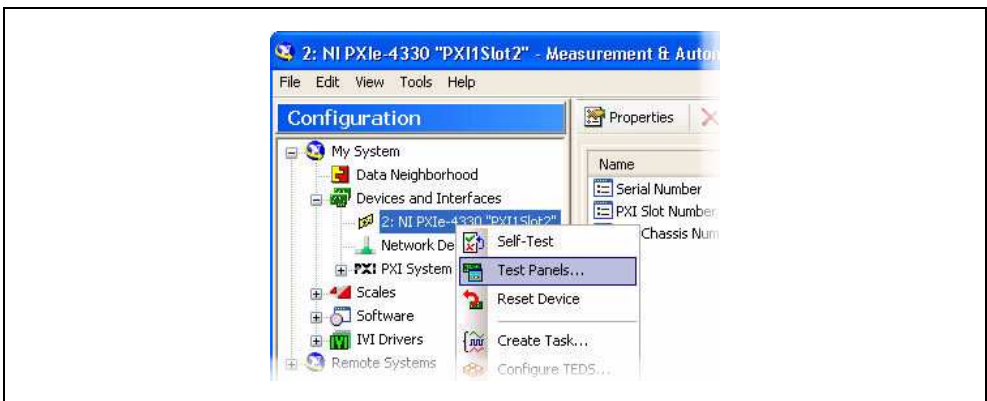 2: NI PXIe-4330 "PXI1Slot2" - Measurement & Autom
File Edit View Tools Help
Configuration
Properties
My System
Data Neighborhood
Devices and Interfaces
2: NI PXIe-4330 "PXI1Slot2"
Network De
PXI PXI System
Scales
Software
IVI Drivers
Remote Systems
Self-Test
Test Panels...
Reset Device
Create Task...
Configure TEDS...
Name
Serial Number
PXI Slot Number
Chassis Num